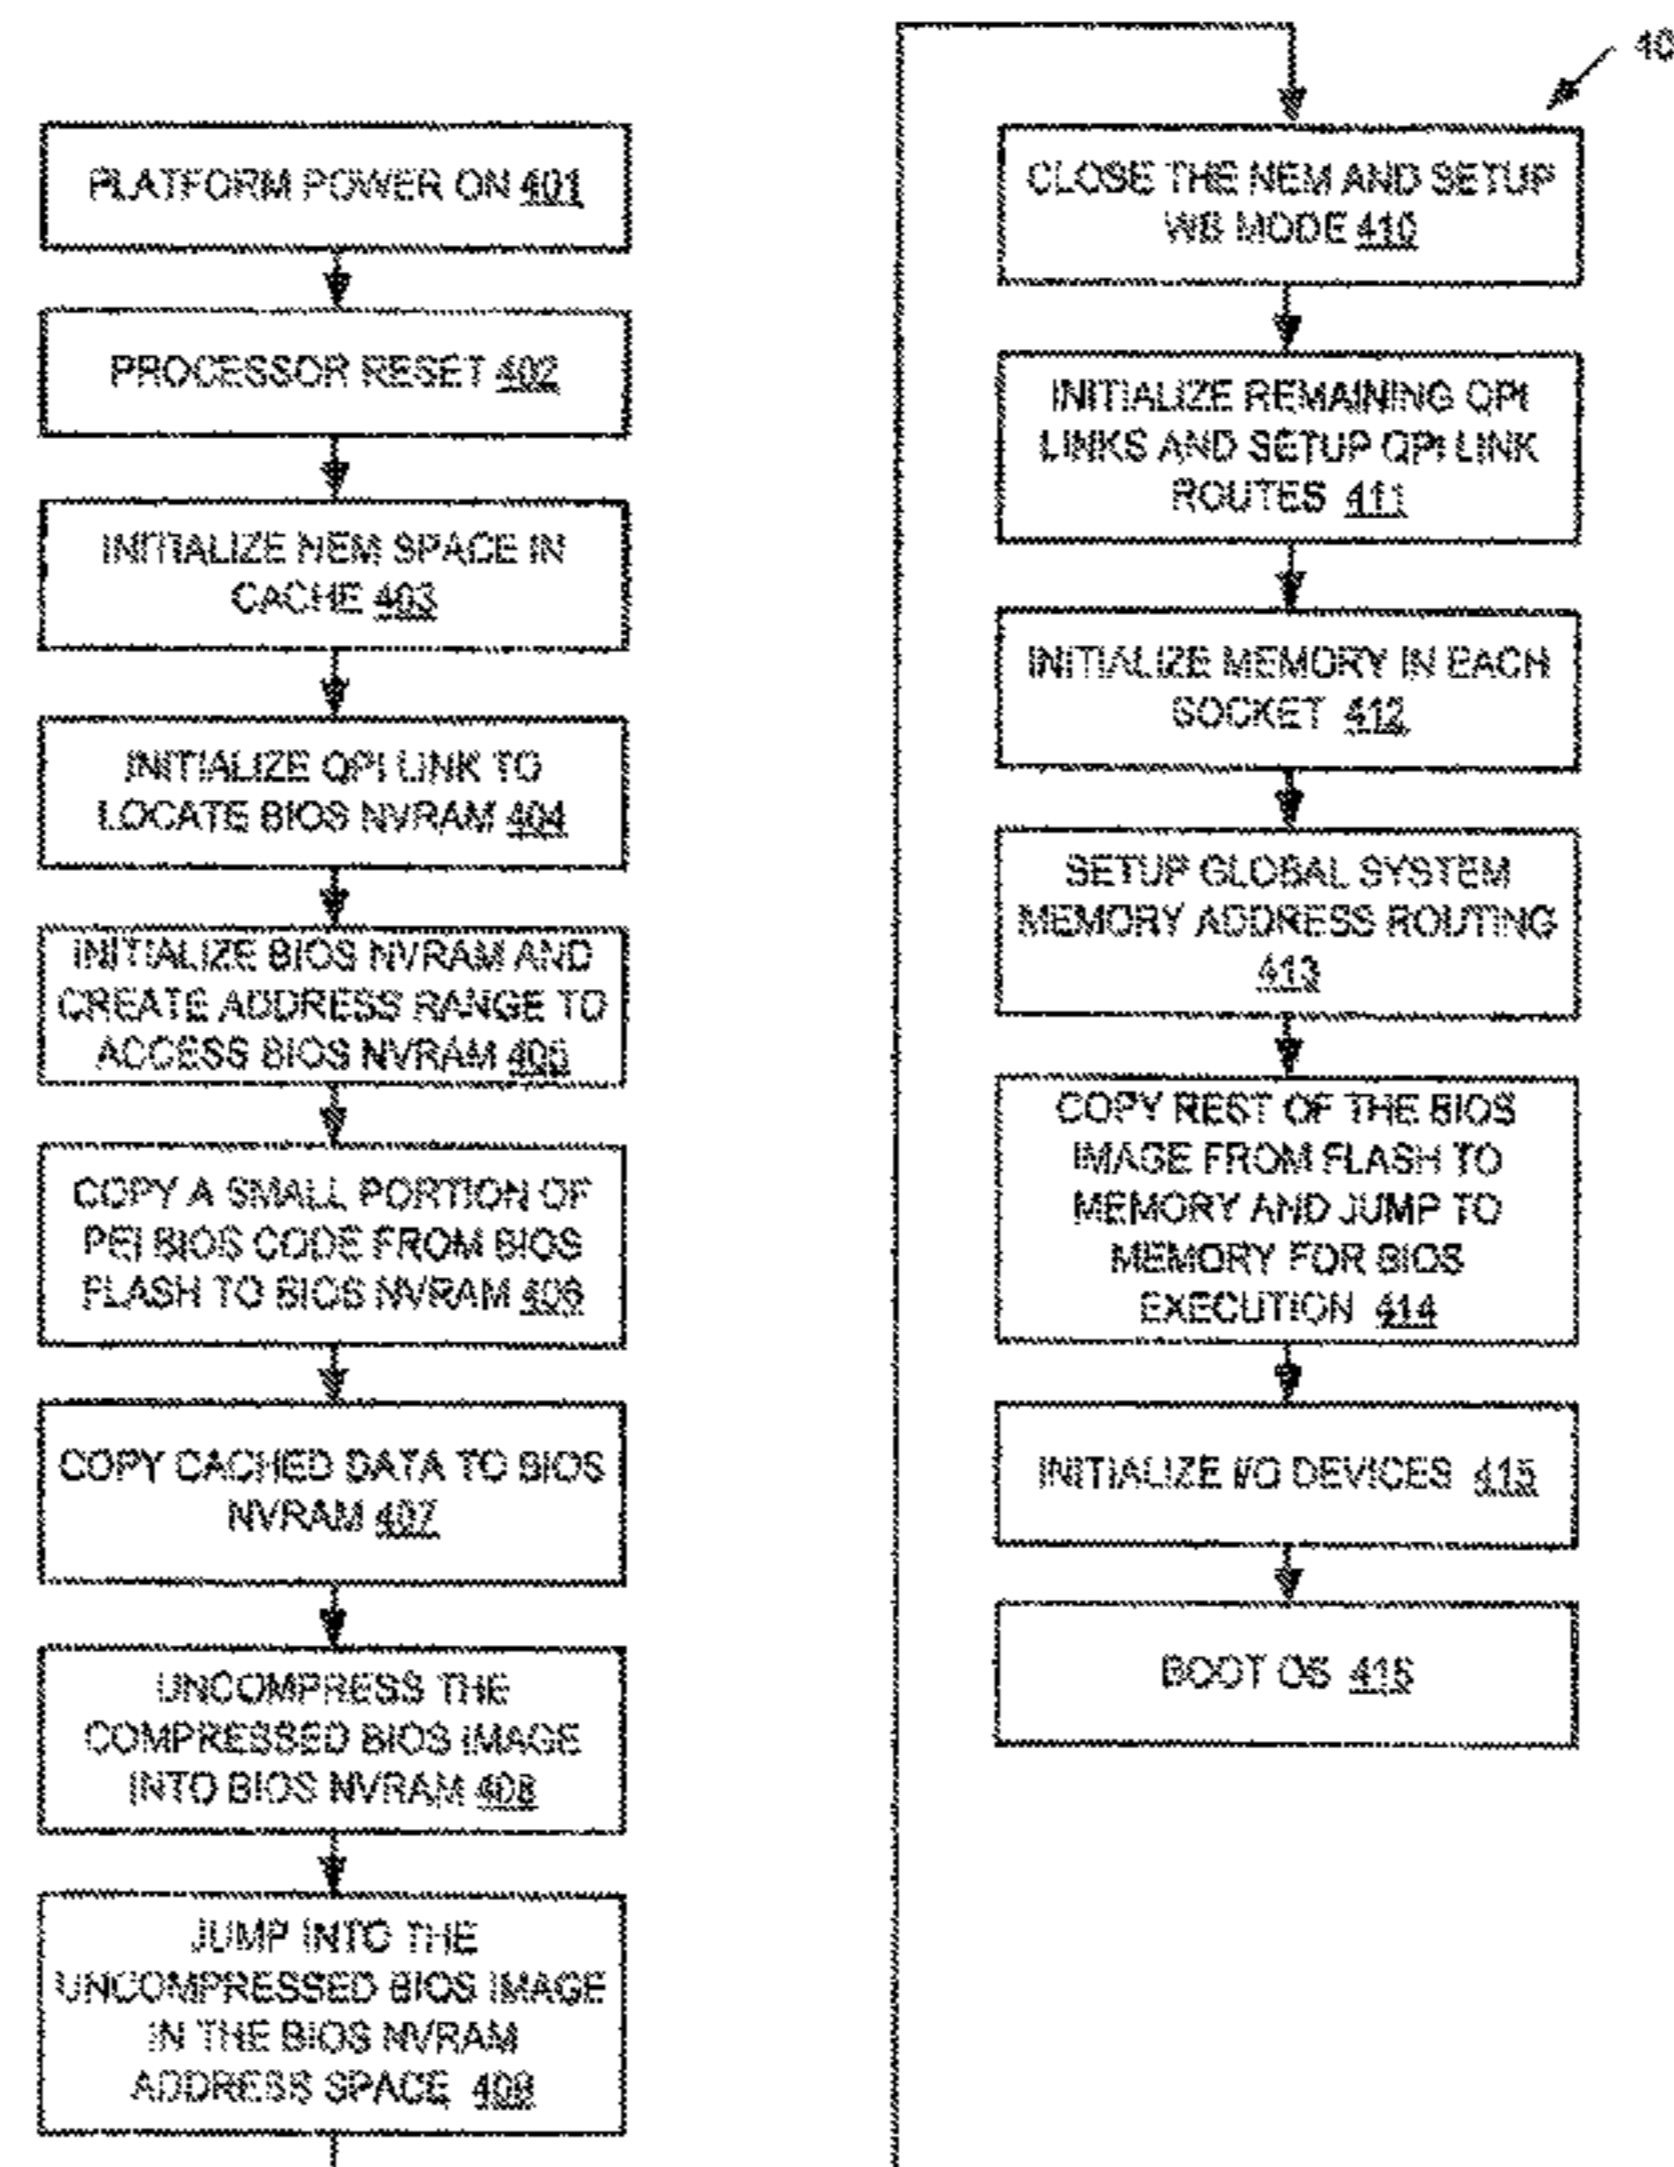 PLATFORM POWER ON 401
PROCESSOR RESET 402
INITIALIZE NEM SPACE IN
CACHE 403
INITIALIZE QPI LINK TO
LOCATE BIOS NVRAM 404
INITIALIZE BIOS NVRAM AND
CREATE ADDRESS RANGE TO
ACCESS BIOS NVRAM 405
COPY A SMALL PORTION OF
PEI BIOS CODE FROM BIOS
FLASH TO BIOS NVRAM 406
COPY CACHED DATA TO BIOS
NVRAM 407
UNCOMPRESS THE
COMPRESSED BIOS IMAGE
INTO BIOS NVRAM 408
JUMP INTO THE
UNCOMPRESSED BIOS IMAGE
IN THE BIOS NVRAM
ADDRESS SPACE 409
40
CLOSE THE NEM AND SETUP
WB MODE 410
INITIALIZE REMAINING QPI
LINKS AND SETUP QPI LINK
ROUTES 411
INITIALIZE MEMORY IN EACH
SOCKET 412
SETUP GLOBAL SYSTEM
MEMORY ADDRESS ROUTING
413
COPY REST OF THE BIOS
IMAGE FROM FLASH TO
MEMORY AND JUMP TO
MEMORY FOR BIOS
EXECUTION 414
INITIALIZE I/O DEVICES 415
BOOT OS 416